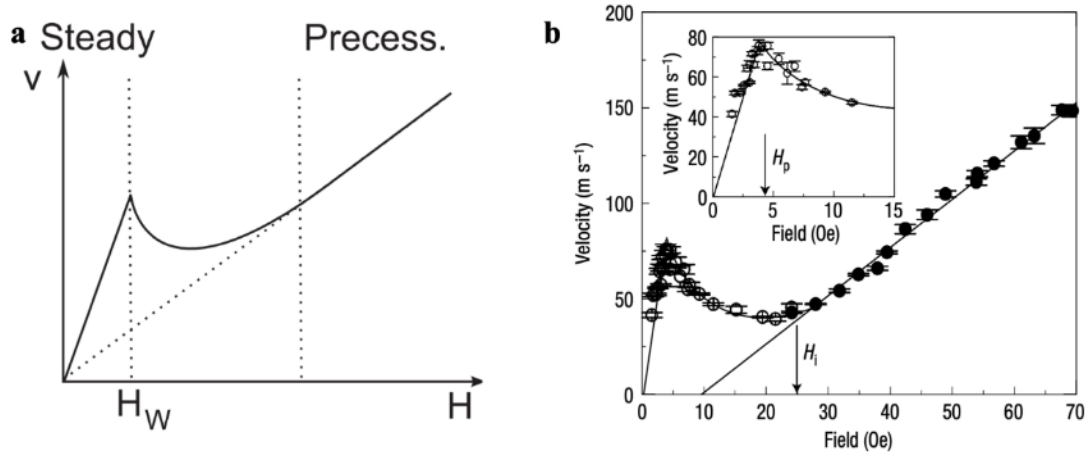 a Steady Precess.
v
H_W H
b
Velocity (m s⁻¹)
200
150
100
50
0
0 10 20 30 40 50 60 70
Field (Oe)
H_i
Velocity (m s⁻¹)
80
60
40
20
0
0 5 10 15
Field (Oe)
H_p